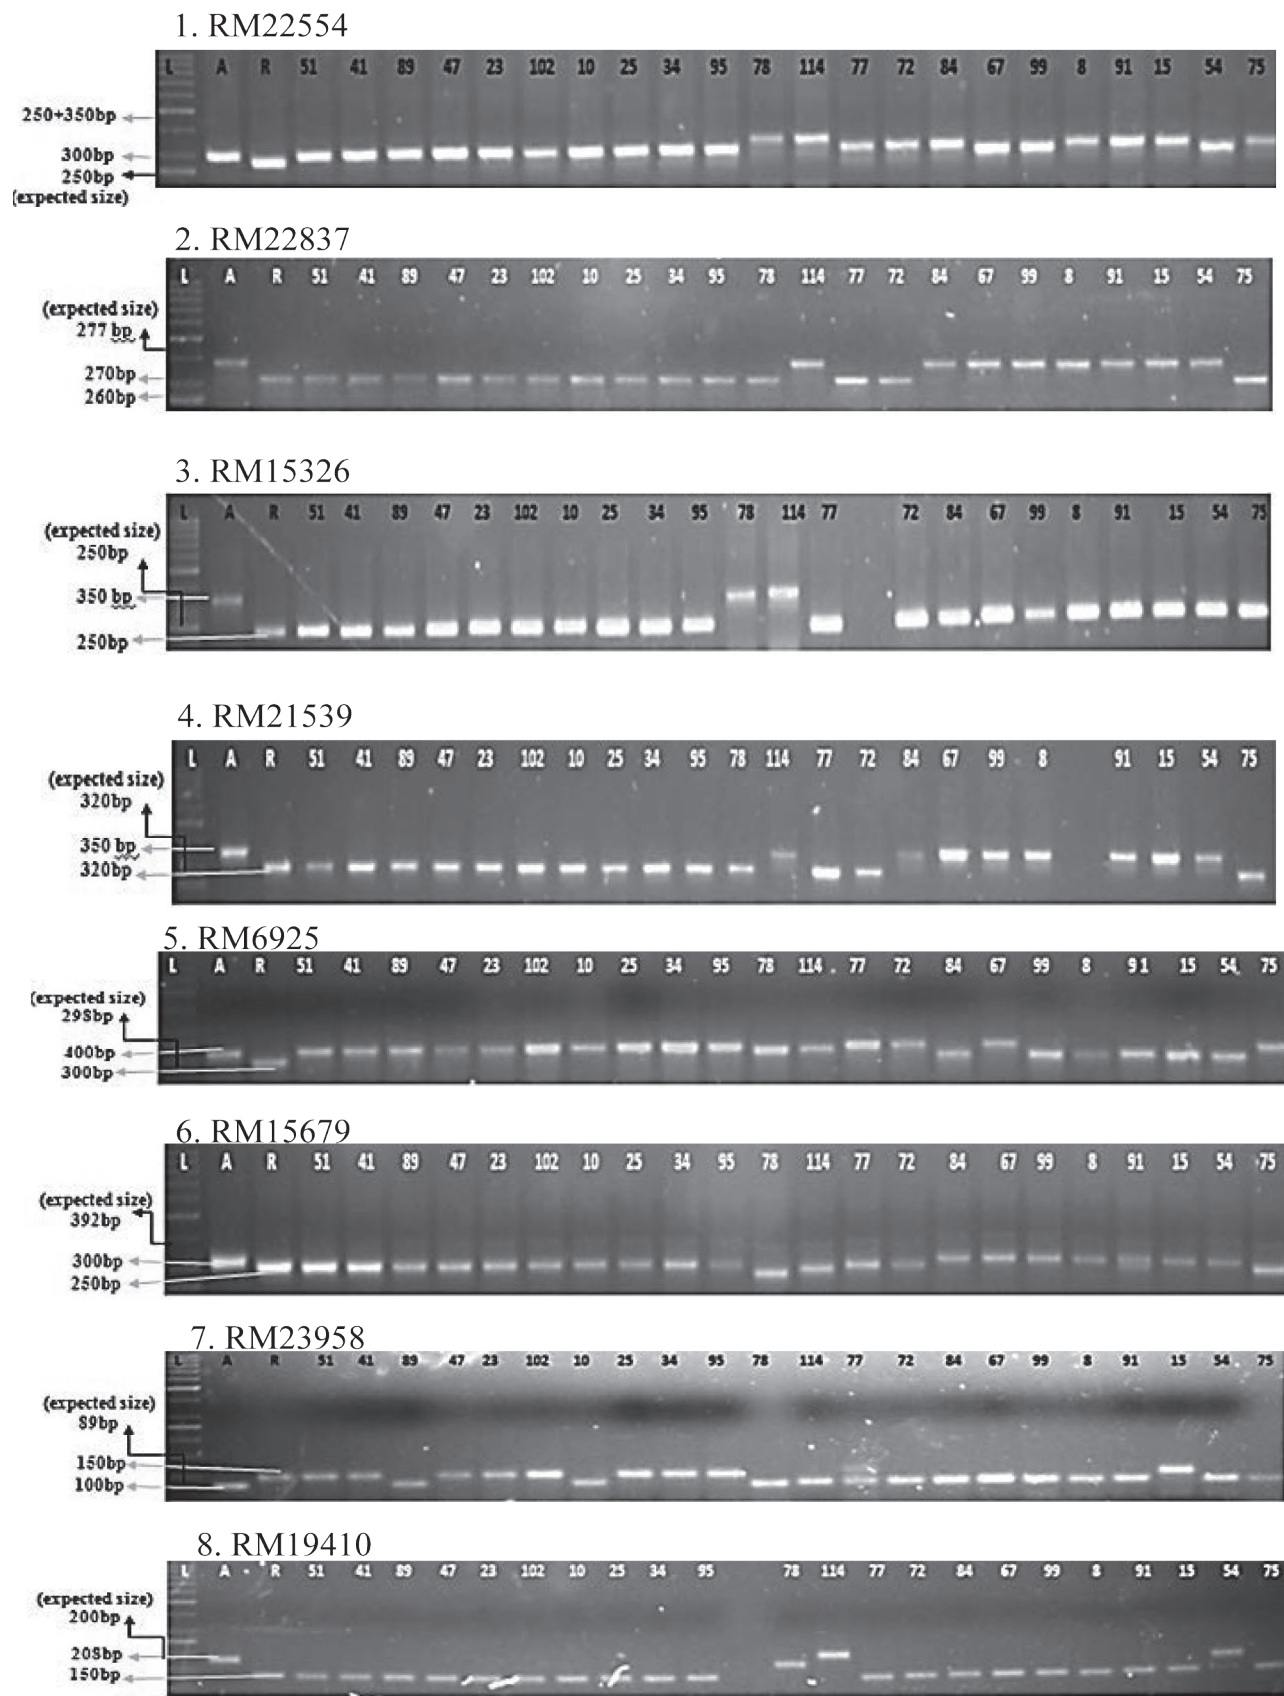 1. RM22554
L A R 51 41 89 47 23 102 10 25 34 95 78 114 77 72 84 67 99 8 91 15 54 75
250+350bp
300bp
250bp
(expected size)
2. RM22837
L A R 51 41 89 47 23 102 10 25 34 95 78 114 77 72 84 67 99 8 91 15 54 75
(expected size)
277 bp
270bp
260bp
3. RM15326
L A R 51 41 89 47 23 102 10 25 34 95 78 114 77 72 84 67 99 8 91 15 54 75
(expected size)
250bp
350 bp
250bp
4. RM21539
L A R 51 41 89 47 23 102 10 25 34 95 78 114 77 72 84 67 99 8 91 15 54 75
(expected size)
320bp
350 bp
320bp
5. RM6925
L A R 51 41 89 47 23 102 10 25 34 95 78 114 77 72 84 67 99 8 91 15 54 75
(expected size)
298bp
400bp
300bp
6. RM15679
L A R 51 41 89 47 23 102 10 25 34 95 78 114 77 72 84 67 99 8 91 15 54 75
(expected size)
392bp
300bp
250bp
7. RM23958
L A R 51 41 89 47 23 102 10 25 34 95 78 114 77 72 84 67 99 8 91 15 54 75
(expected size)
89bp
150bp
100bp
8. RM19410
L A R 51 41 89 47 23 102 10 25 34 95 78 114 77 72 84 67 99 8 91 15 54 75
(expected size)
200bp
208bp
150bp